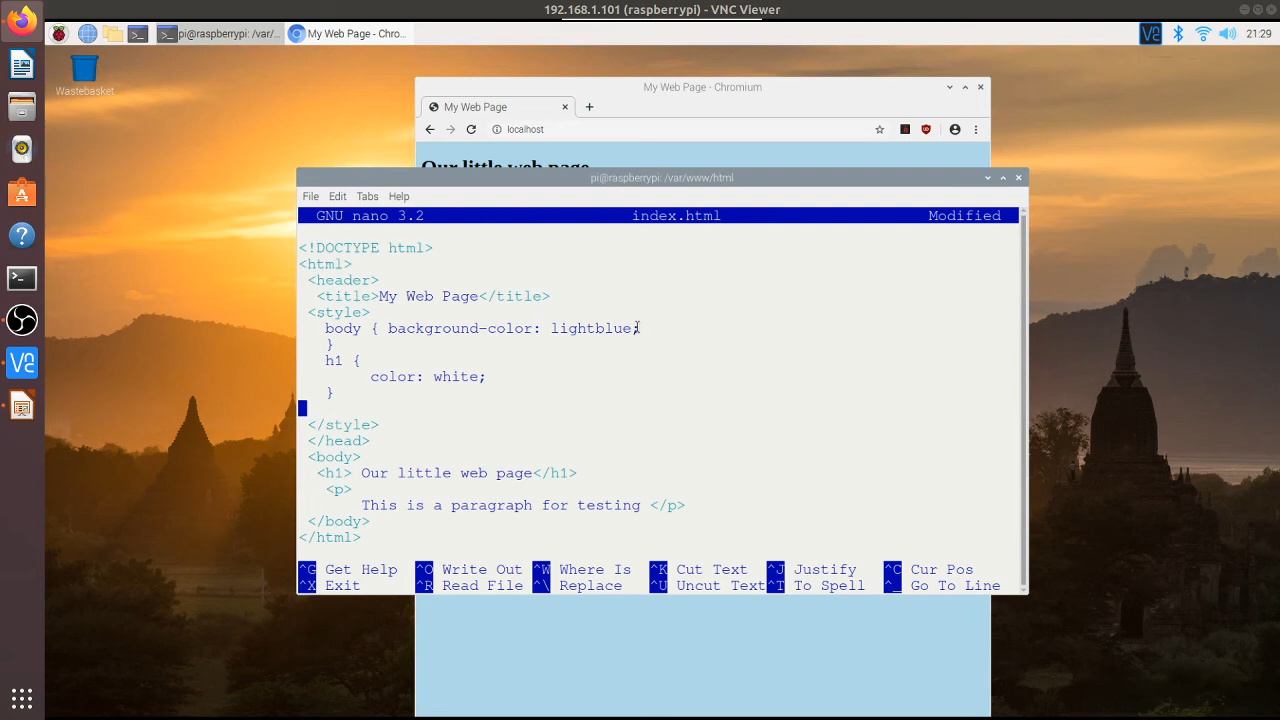 192.168.1.101 (raspberrypi) - VNC Viewer
pi@raspberrypi: /var/...
My Web Page - Chro...
21:29
Wastebasket
My Web Page - Chromium
My Web Page
localhost
Our little web page
pi@raspberrypi: /var/www/html
File Edit Tabs Help
GNU nano 3.2 index.html Modified
<!DOCTYPE html>
<html>
<header>
<title>My Web Page</title>
<style>
body { background-color: lightblue;
}
h1 {
color: white;
}
</style>
</head>
<body>
<h1> Our little web page</h1>
<p>
This is a paragraph for testing </p>
</body>
</html>
^G Get Help ^O Write Out ^W Where Is ^K Cut Text ^J Justify ^C Cur Pos
^X Exit ^R Read File ^\ Replace ^U Uncut Text ^T To Spell ^_ Go To Line